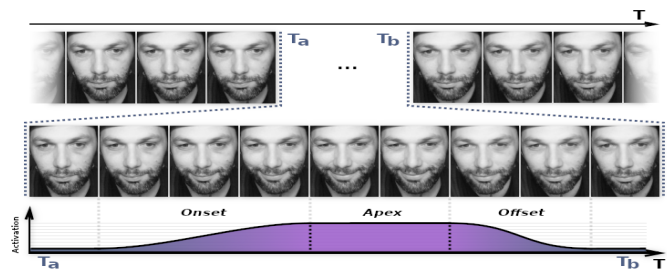 T
Ta Tb
...
Onset Apex Offset
Activation
Ta Tb T